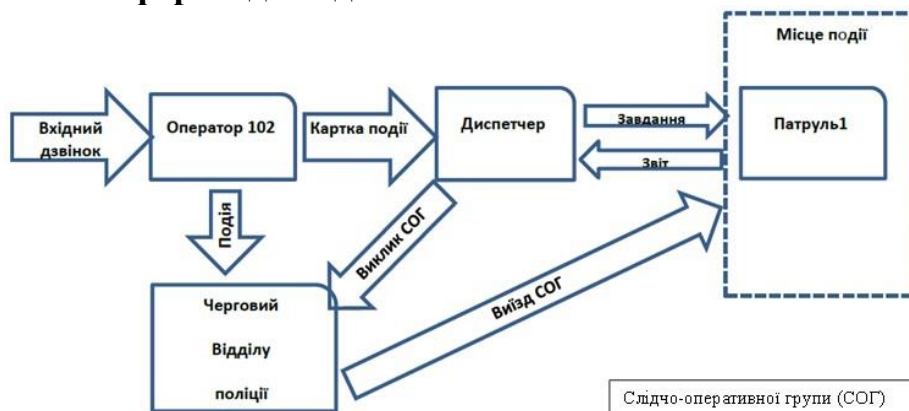 Місце події
Вхідний
дзвінок
Оператор 102
Картка події
Диспетчер
Завдання
Звіт
Патруль1
Подія
Виклик СОГ
Виїзд СОГ
Черговий
Відділу
поліції
Слідчо-оперативної групи (СОГ)